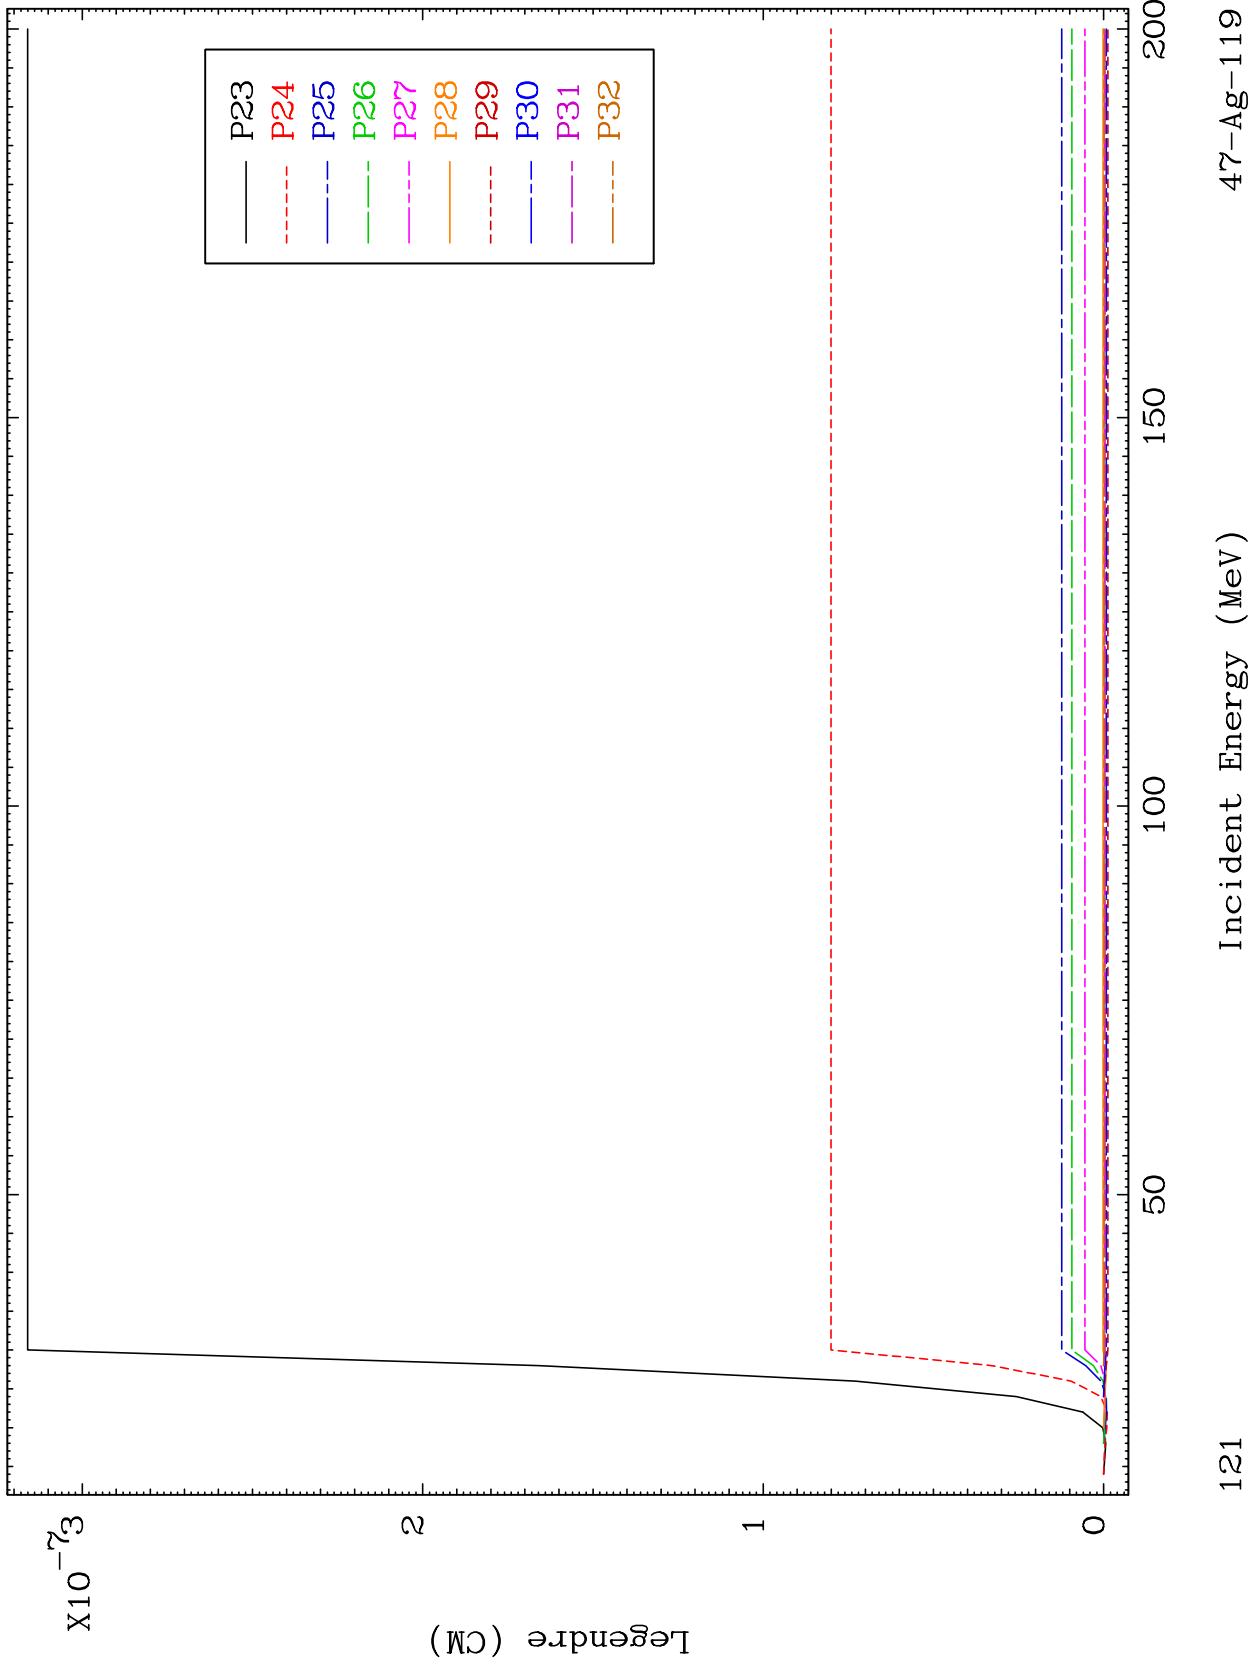 X10⁻⁷
3
2
1
0
Legendre (CM)
P23
P24
P25
P26
P27
P28
P29
P30
P31
P32
50
100
150
200
Incident Energy (MeV)
121
47-Ag-119